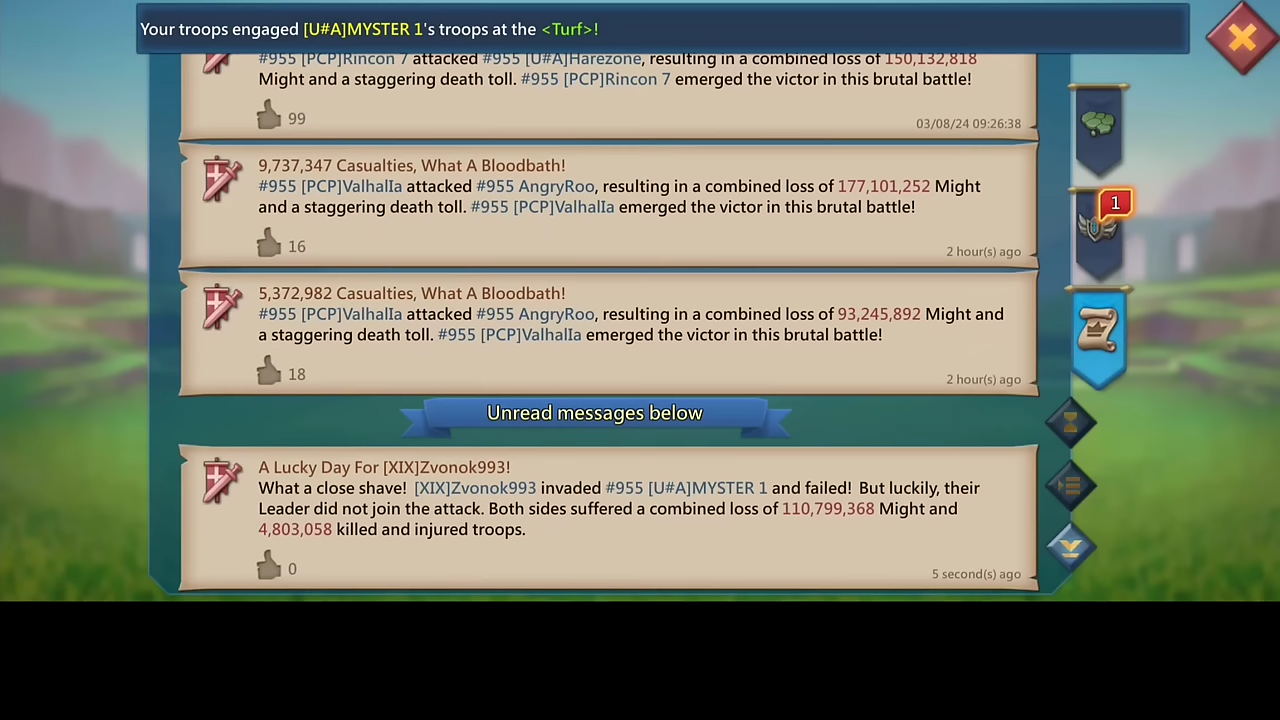 Your troops engaged [U#A]MYSTER 1's troops at the <Turf>!
#955 [PCP]Rincon 7 attacked #955 [U#A]Harezone, resulting in a combined loss of 150,132,818
Might and a staggering death toll. #955 [PCP]Rincon 7 emerged the victor in this brutal battle!
99
03/08/24 09:26:38
9,737,347 Casualties, What A Bloodbath!
#955 [PCP]ValhalIa attacked #955 AngryRoo, resulting in a combined loss of 177,101,252 Might
and a staggering death toll. #955 [PCP]ValhalIa emerged the victor in this brutal battle!
16
2 hour(s) ago
1
5,372,982 Casualties, What A Bloodbath!
#955 [PCP]ValhalIa attacked #955 AngryRoo, resulting in a combined loss of 93,245,892 Might and
a staggering death toll. #955 [PCP]ValhalIa emerged the victor in this brutal battle!
18
2 hour(s) ago
Unread messages below
A Lucky Day For [XIX]Zvonok993!
What a close shave! [XIX]Zvonok993 invaded #955 [U#A]MYSTER 1 and failed! But luckily, their
Leader did not join the attack. Both sides suffered a combined loss of 110,799,368 Might and
4,803,058 killed and injured troops.
0
5 second(s) ago